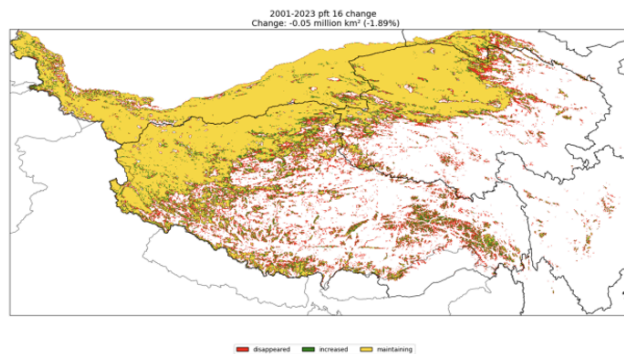 2001-2023 pft 16 change
Change: -0.05 million km² (-1.89%)
disappeared
increased
maintaining